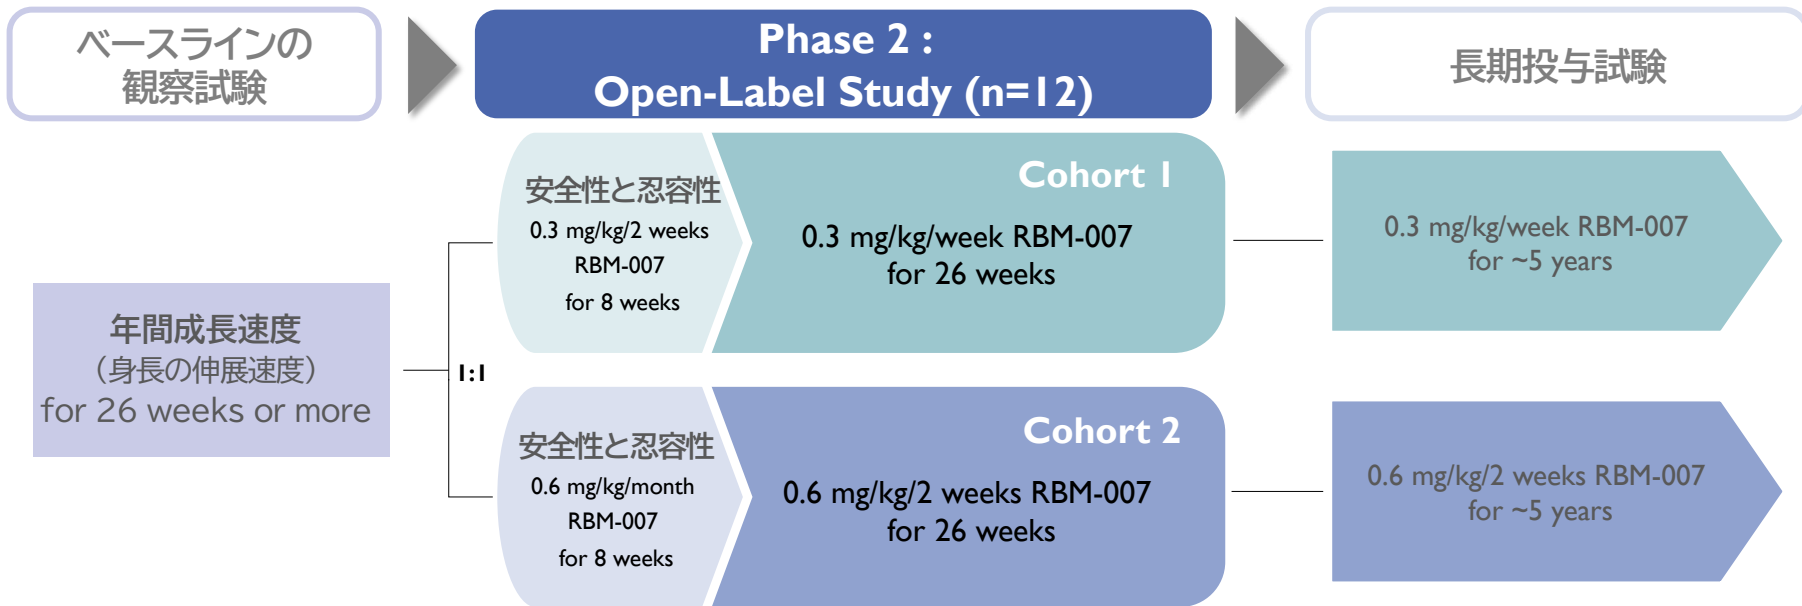 ベースラインの
観察試験
Phase 2 :
Open-Label Study (n=12)
長期投与試験
年間成長速度
（身長の伸展速度）
for 26 weeks or more
1:1
安全性と忍容性
0.3 mg/kg/2 weeks
RBM-007
for 8 weeks
Cohort 1
0.3 mg/kg/week RBM-007
for 26 weeks
0.3 mg/kg/week RBM-007
for ~5 years
安全性と忍容性
0.6 mg/kg/month
RBM-007
for 8 weeks
Cohort 2
0.6 mg/kg/2 weeks RBM-007
for 26 weeks
0.6 mg/kg/2 weeks RBM-007
for ~5 years